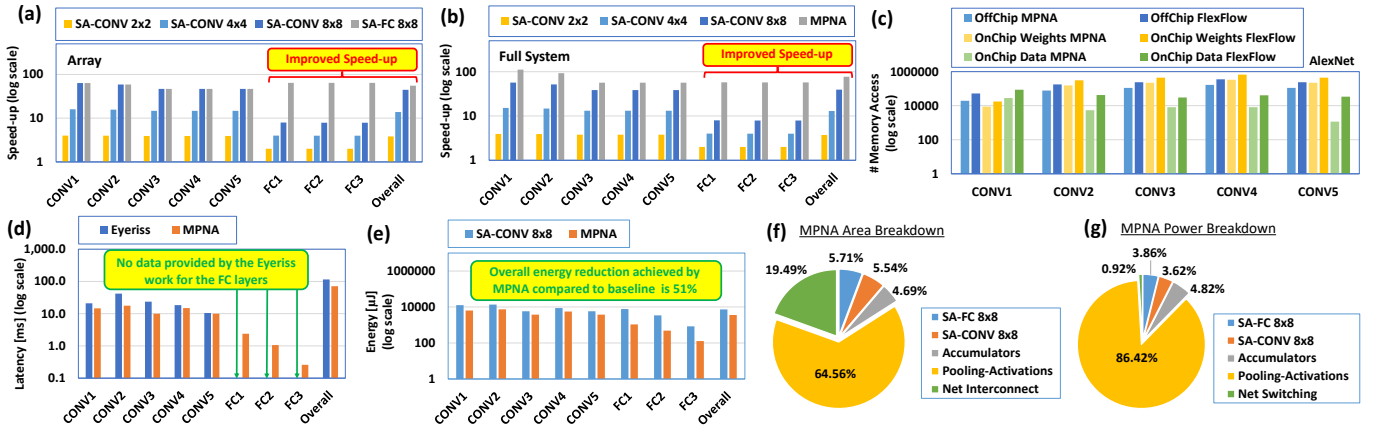 (a)
SA-CONV 2x2 SA-CONV 4x4 SA-CONV 8x8 SA-FC 8x8
Array
Improved Speed-up
Speed-up (log scale)
100
10
1
CONV1 CONV2 CONV3 CONV4 CONV5 FC1 FC2 FC3 Overall
(b)
SA-CONV 2x2 SA-CONV 4x4 SA-CONV 8x8 MPNA
Full System
Improved Speed-up
Speed-up (log scale)
100
10
1
CONV1 CONV2 CONV3 CONV4 CONV5 FC1 FC2 FC3 Overall
(c)
OffChip MPNA OffChip FlexFlow
OnChip Weights MPNA OnChip Weights FlexFlow
OnChip Data MPNA OnChip Data FlexFlow
AlexNet
# Memory Access
(log scale)
1000000
10000
100
1
CONV1 CONV2 CONV3 CONV4 CONV5
(d)
Eyeriss MPNA
No data provided by the Eyeriss
work for the FC layers
Latency [ms] (log scale)
1,000.0
100.0
10.0
1.0
0.1
CONV1 CONV2 CONV3 CONV4 CONV5 FC1 FC2 FC3 Overall
(e)
SA-CONV 8x8 MPNA
Overall energy reduction achieved by
MPNA compared to baseline is 51%
Energy [µJ]
(log scale)
1000000
10000
100
1
CONV1 CONV2 CONV3 CONV4 CONV5 FC1 FC2 FC3 Overall
(f)
MPNA Area Breakdown
5.71%
5.54%
4.69%
19.49%
64.56%
SA-FC 8x8
SA-CONV 8x8
Accumulators
Pooling-Activations
Net Interconnect
(g)
MPNA Power Breakdown
3.86%
0.92% 3.62%
4.82%
86.42%
SA-FC 8x8
SA-CONV 8x8
Accumulators
Pooling-Activations
Net Switching